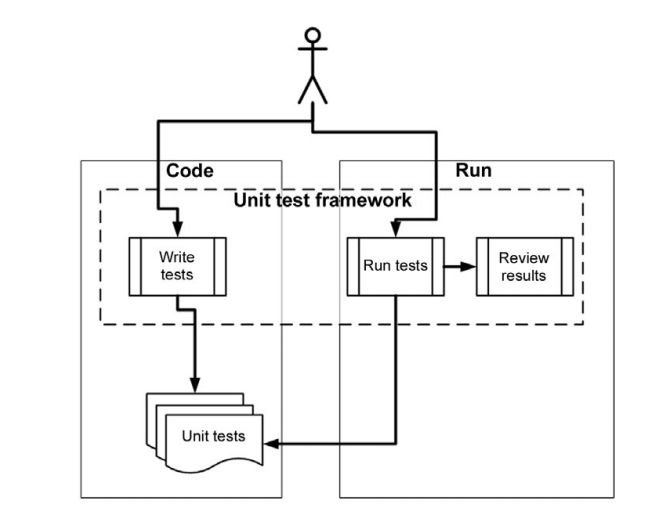 Code
Run
Unit test framework
Write
tests
Run tests
Review
results
Unit tests